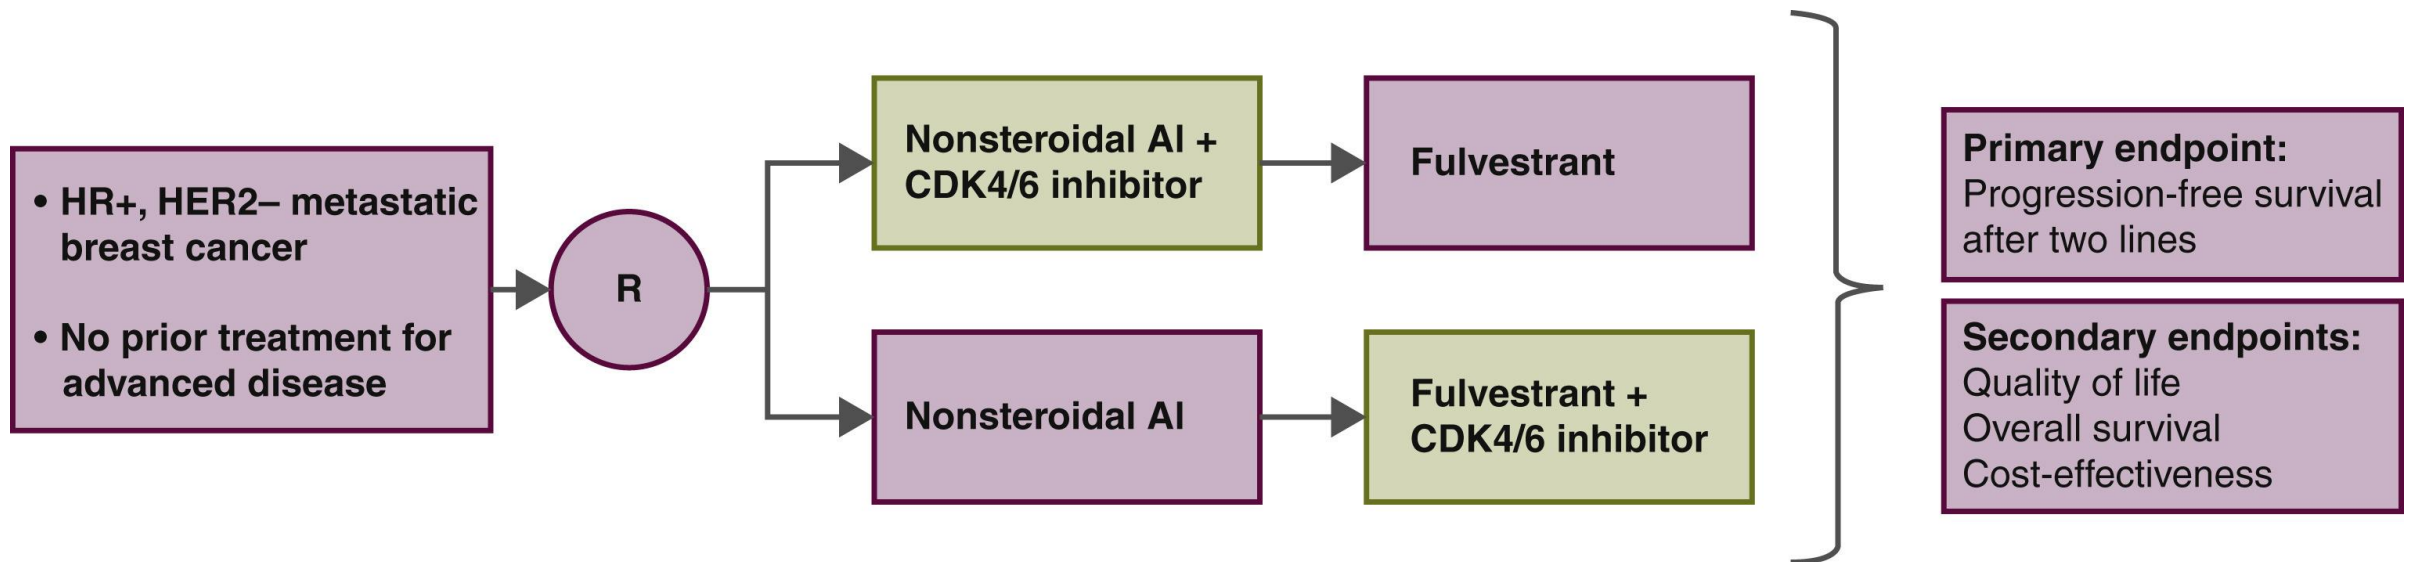 • HR+, HER2– metastatic
breast cancer
• No prior treatment for
advanced disease
R
Nonsteroidal AI +
CDK4/6 inhibitor
Fulvestrant
Nonsteroidal AI
Fulvestrant +
CDK4/6 inhibitor
Primary endpoint:
Progression-free survival
after two lines
Secondary endpoints:
Quality of life
Overall survival
Cost-effectiveness